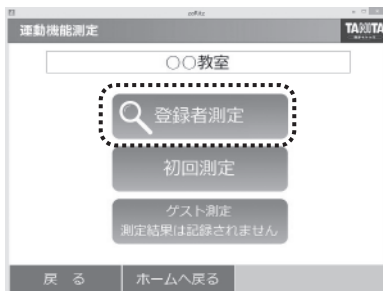 運動機能測定
TANITA
○○教室
登録者測定
初回測定
ゲスト測定
測定結果は記録されません
戻 る
ホームへ戻る